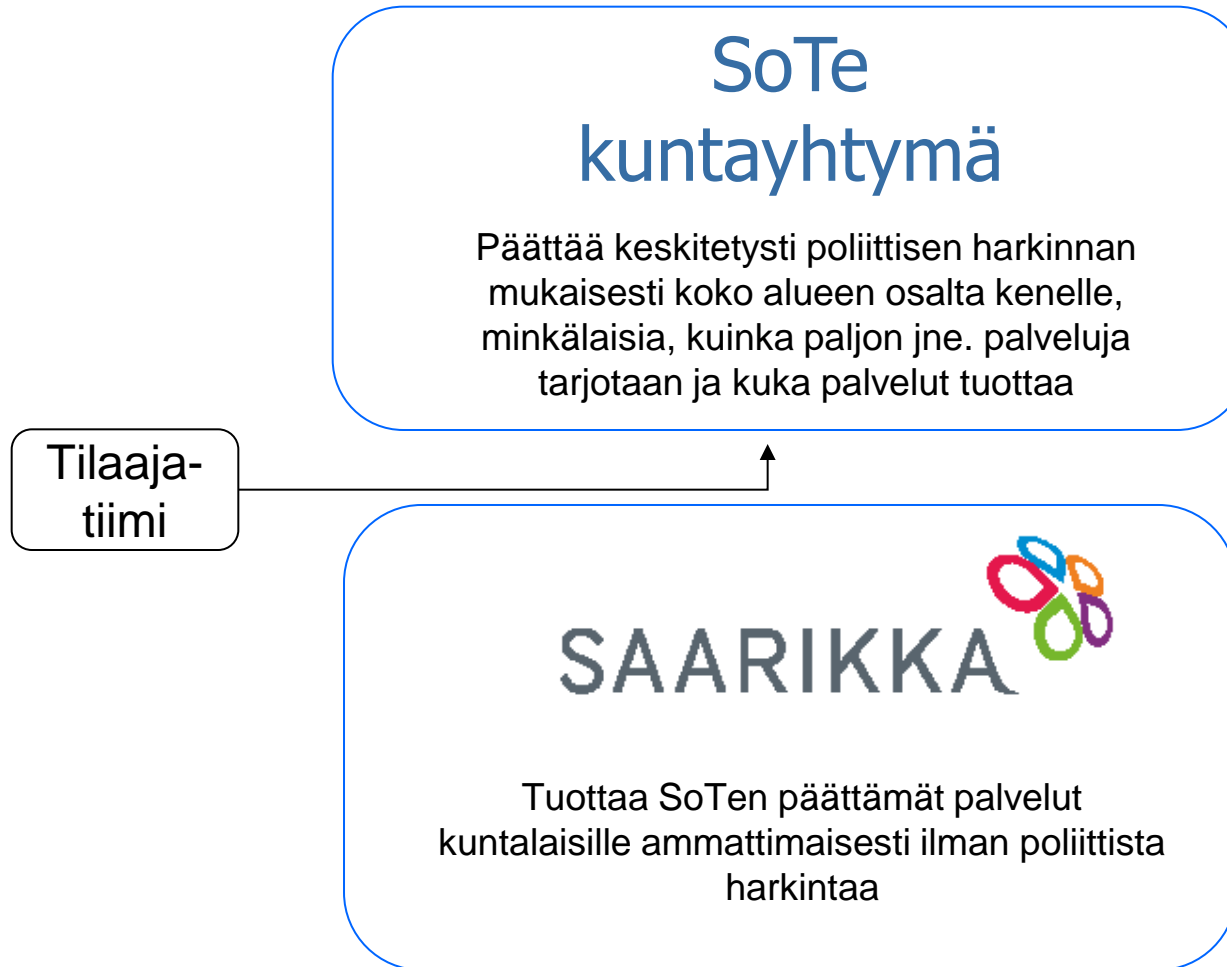 SoTe
kuntayhtymä
Päättää keskitetysti poliittisen harkinnan
mukaisesti koko alueen osalta kenelle,
minkälaisia, kuinka paljon jne. palveluja
tarjotaan ja kuka palvelut tuottaa
Tilaaja-
tiimi
SAARIKKA
Tuottaa SoTen päättämät palvelut
kuntalaisille ammattimaisesti ilman poliittista
harkintaa